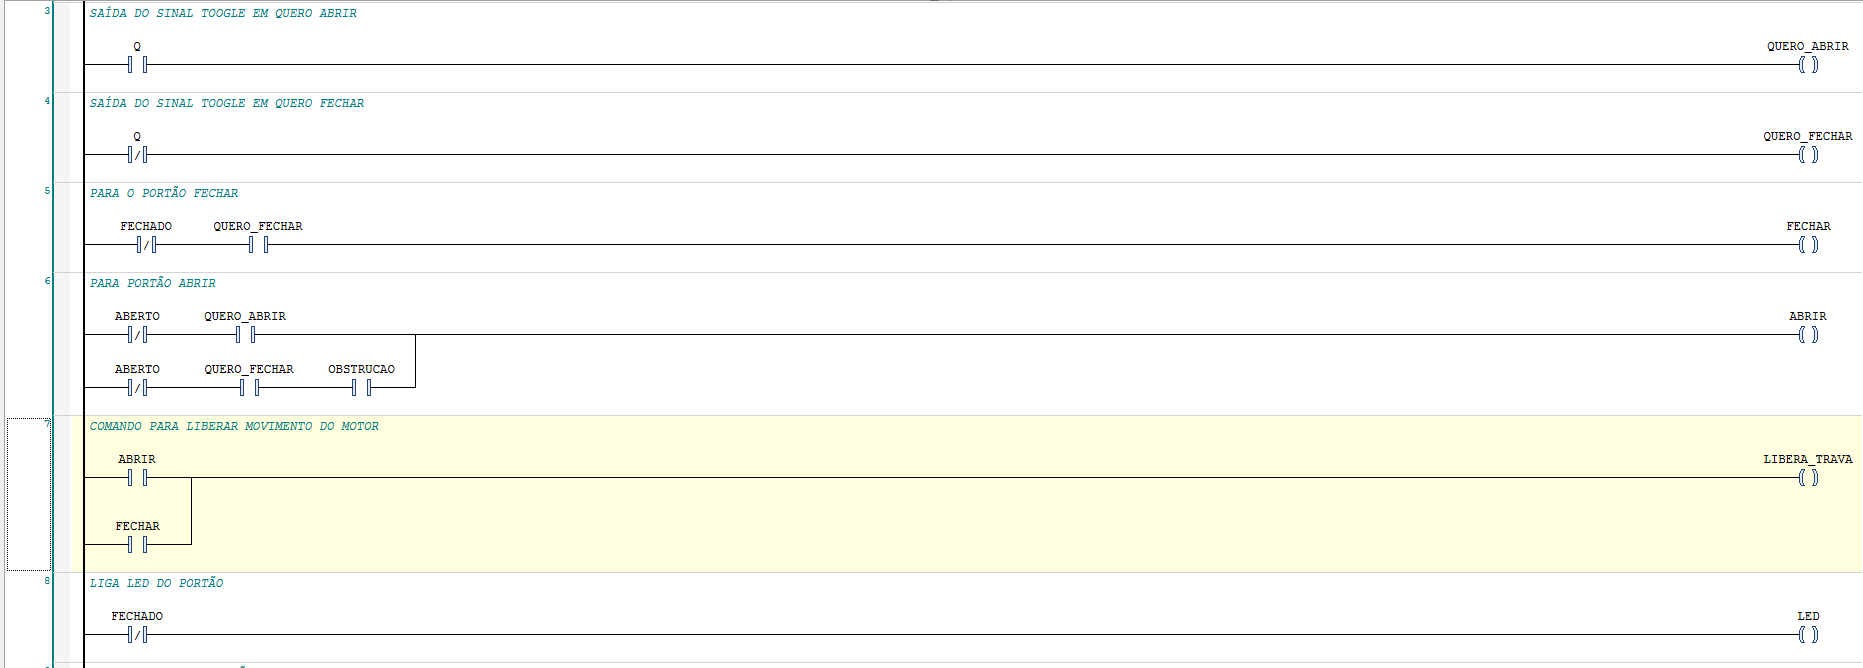 3 SAÍDA DO SINAL TOOGLE EM QUERO ABRIR
Q QUERO_ABRIR
4 SAÍDA DO SINAL TOOGLE EM QUERO FECHAR
Q QUERO_FECHAR
5 PARA O PORTÃO FECHAR
FECHADO QUERO_FECHAR FECHAR
6 PARA PORTÃO ABRIR
ABERTO QUERO_ABRIR ABRIR
ABERTO QUERO_FECHAR OBSTRUCAO
7 COMANDO PARA LIBERAR MOVIMENTO DO MOTOR
ABRIR LIBERA_TRAVA
FECHAR
8 LIGA LED DO PORTÃO
FECHADO LED